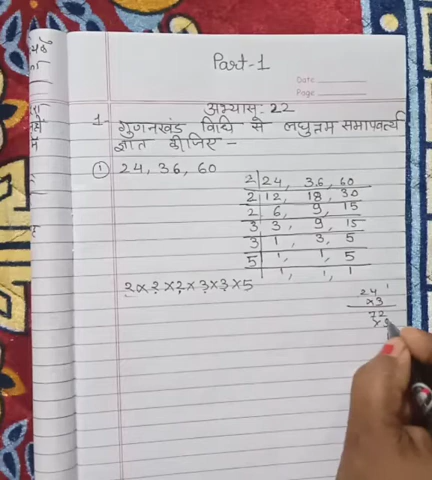 Part-1
Date
Page
अभ्यास: 22
1- गुणनखंड विधि से लघुत्तम समापवर्त्य
ज्ञात कीजिए -
① 24, 36, 60
2 | 24, 36, 60
2 | 12, 18, 30
2 | 6, 9, 15
3 | 3, 9, 15
3 | 1, 3, 5
5 | 1, 1, 5
1, 1, 1
2×2×2×3×3×5
24
×3
72